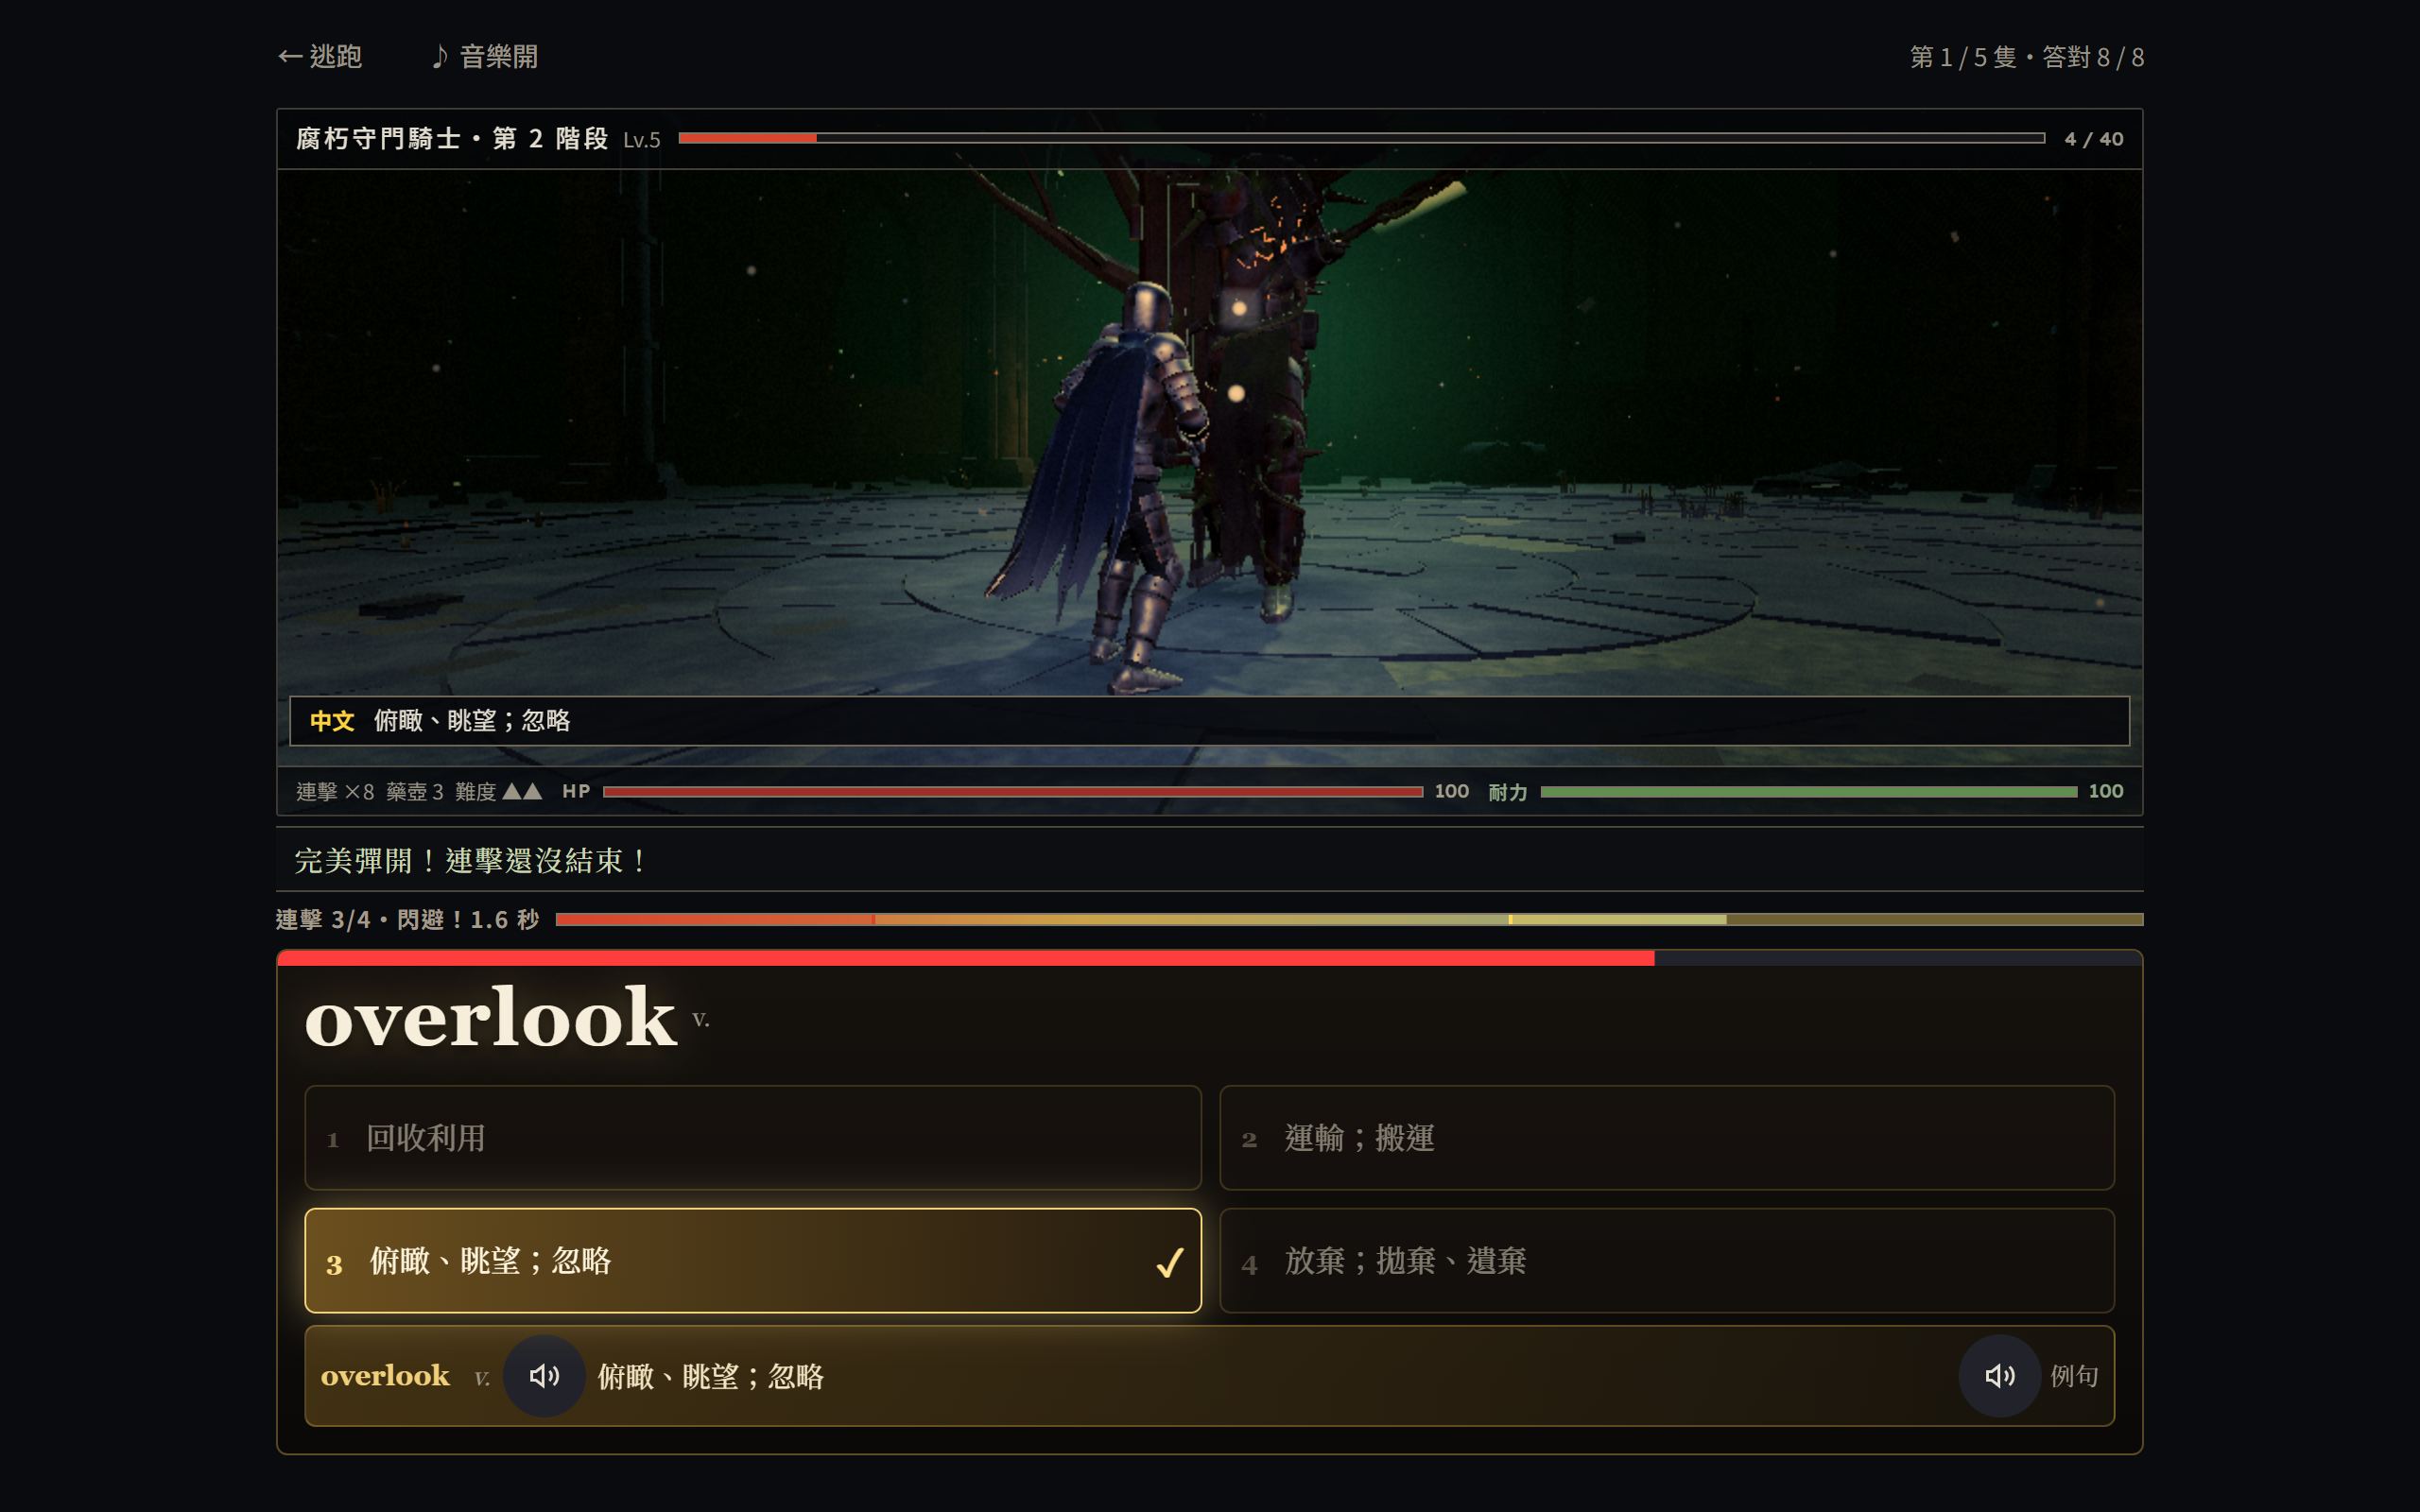 ← 逃跑 ♪ 音樂開 第 1 / 5 隻・答對 8 / 8
腐朽守門騎士・第 2 階段 Lv.5 4 / 40
中文 俯瞰、眺望；忽略
連擊 ×8 藥壺 3 難度 ▲▲ HP 100 耐力 100
完美彈開！連擊還沒結束！
連擊 3/4・閃避！1.6 秒
overlook v.
1 回收利用
2 運輸；搬運
3 俯瞰、眺望；忽略 ✓
4 放棄；拋棄、遺棄
overlook v. 俯瞰、眺望；忽略 例句